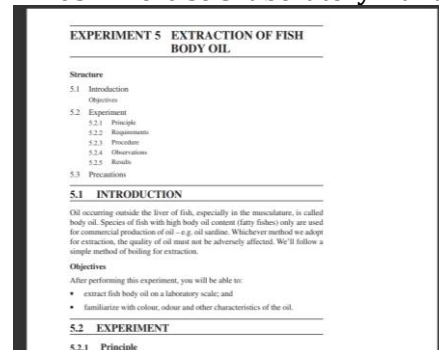 EXPERIMENT 5 EXTRACTION OF FISH
BODY OIL
Structure
5.1 Introduction
Objectives
5.2 Experiment
5.2.1 Principle
5.2.2 Requirements
5.2.3 Procedure
5.2.4 Observations
5.2.5 Results
5.3 Precautions
5.1 INTRODUCTION
Oil occurring outside the liver of fish, especially in the musculature, is called
body oil. Species of fish with high body oil content (fatty fishes) only are used
for commercial production of oil – e.g. oil sardine. Whichever method we adopt
for extraction, the quality of oil must not be adversely affected. We'll follow a
simple method of boiling for extraction.
Objectives
After performing this experiment, you will be able to:
• extract fish body oil on a laboratory scale; and
• familiarize with colour, odour and other characteristics of the oil.
5.2 EXPERIMENT
5.2.1 Principle